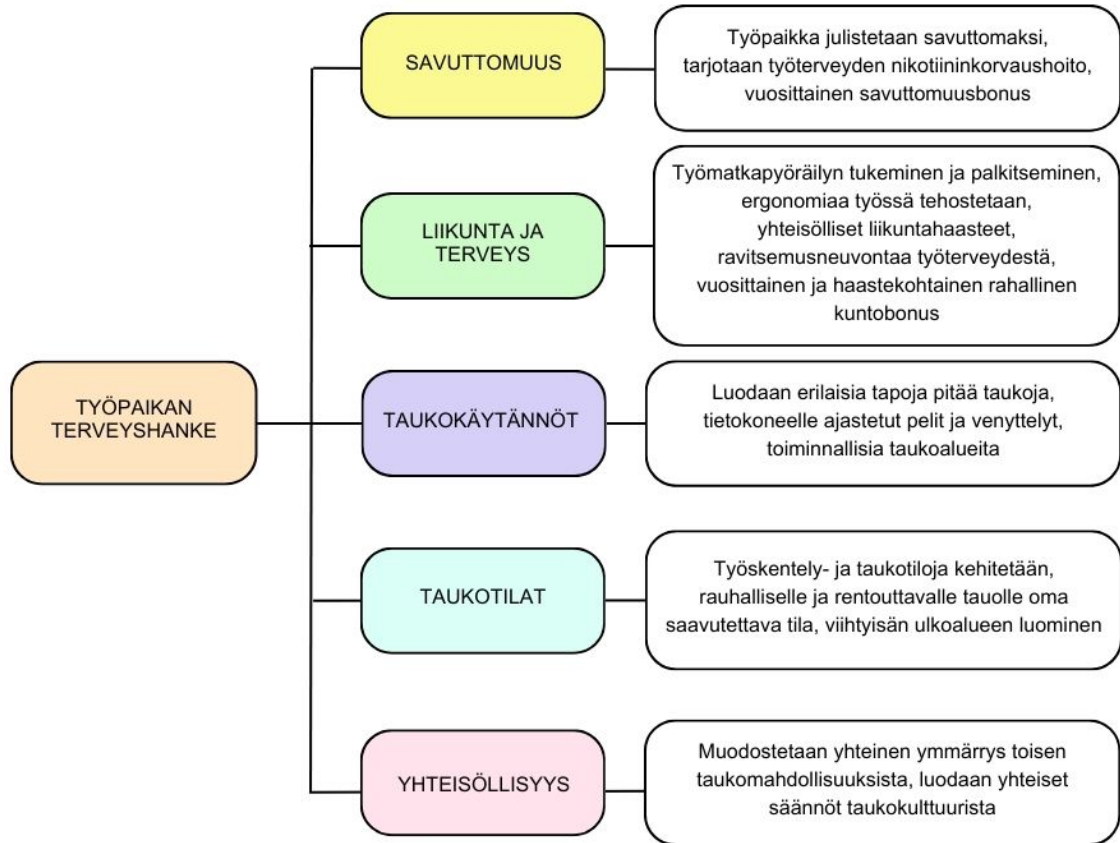 SAVUTTOMUUS
Työpaikka julistetaan savuttomaksi,
tarjotaan työterveyden nikotiininkorvaushoito,
vuosittainen savuttomuusbonus
LIIKUNTA JA
TERVEYS
Työmatkapyöräilyn tukeminen ja palkitseminen,
ergonomiaa työssä tehostetaan,
yhteisölliset liikuntahaasteet,
ravitsemusneuvontaa työterveydestä,
vuosittainen ja haastekohtainen rahallinen
kuntobonus
TYÖPAIKAN
TERVEYSHANKE
TAUKOKÄYTÄNNÖT
Luodaan erilaisia tapoja pitää taukoja,
tietokoneelle ajastetut pelit ja venyttelyt,
toiminnallisia taukoalueita
TAUKOTILAT
Työskentely- ja taukotiloja kehitetään,
rauhalliselle ja rentouttavalle tauolle oma
saavutettava tila, viihtyisän ulkoalueen luominen
YHTEISÖLLISYYS
Muodostetaan yhteinen ymmärrys toisen
taukomahdollisuuksista, luodaan yhteiset
säännöt taukokulttuurista